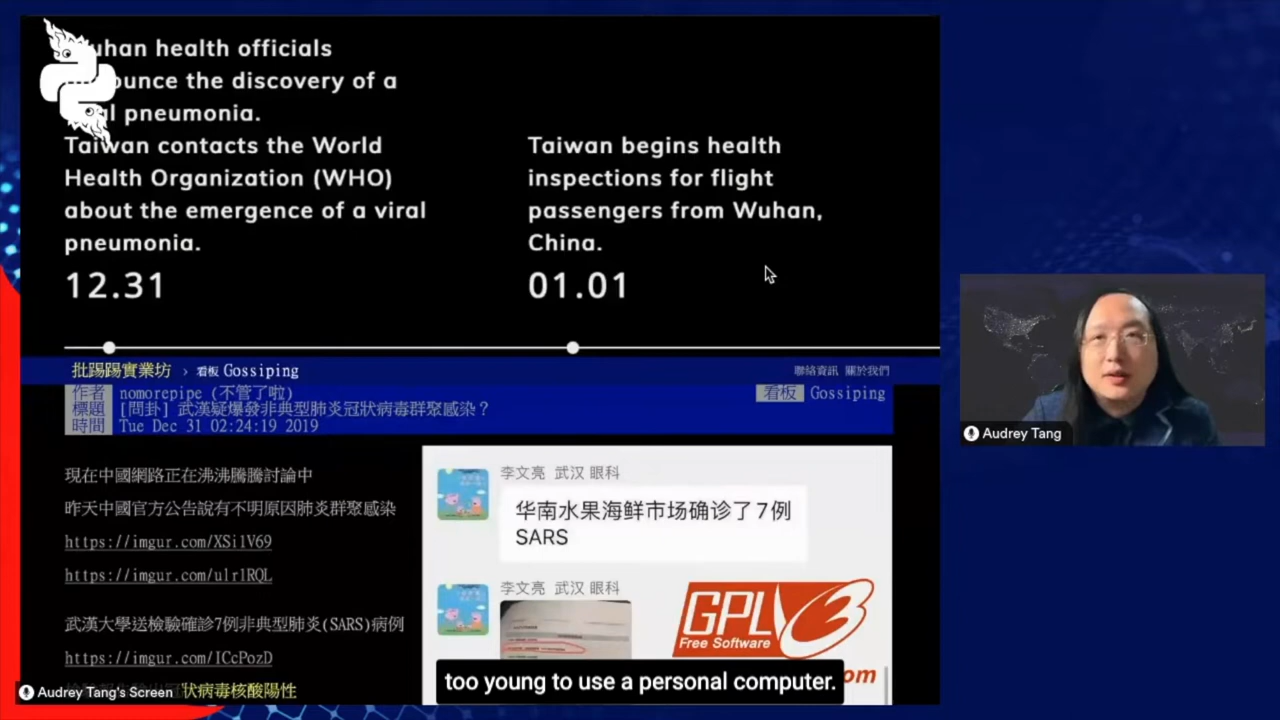 uhan health officials
ounce the discovery of a
l pneumonia.
Taiwan contacts the World
Health Organization (WHO)
about the emergence of a viral
pneumonia.
12.31
Taiwan begins health
inspections for flight
passengers from Wuhan,
China.
01.01
批踢踢實業坊 › 看板 Gossiping
聯絡資訊 關於我們
作者 nomorepipe (不管了啦)
看板 Gossiping
標題 [問卦] 武漢疑爆發非典型肺炎冠狀病毒群聚感染？
時間 Tue Dec 31 02:24:19 2019
現在中國網路正在沸沸騰騰討論中
昨天中國官方公告說有不明原因肺炎群聚感染
https://imgur.com/XSi1V69
https://imgur.com/u1r1RQL
武漢大學送檢驗確診7例非典型肺炎(SARS)病例
https://imgur.com/ICcPozD
狀病毒核酸陽性
李文亮 武汉 眼科
华南水果海鲜市场确诊了7例
SARS
李文亮 武汉 眼科
GPL v3
Free Software
om
too young to use a personal computer.
Audrey Tang's Screen
Audrey Tang